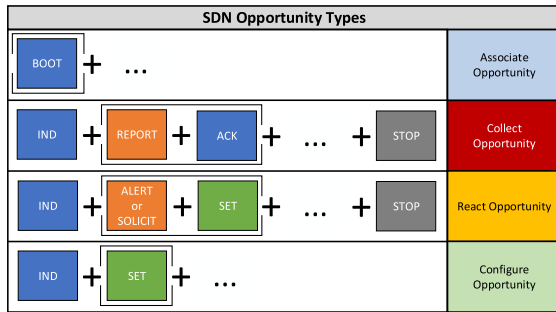 SDN Opportunity Types
BOOT + ...
Associate
Opportunity
IND + REPORT + ACK + ... + STOP
Collect
Opportunity
IND + ALERT
or
SOLICIT + SET + ... + STOP
React Opportunity
IND + SET + ...
Configure
Opportunity